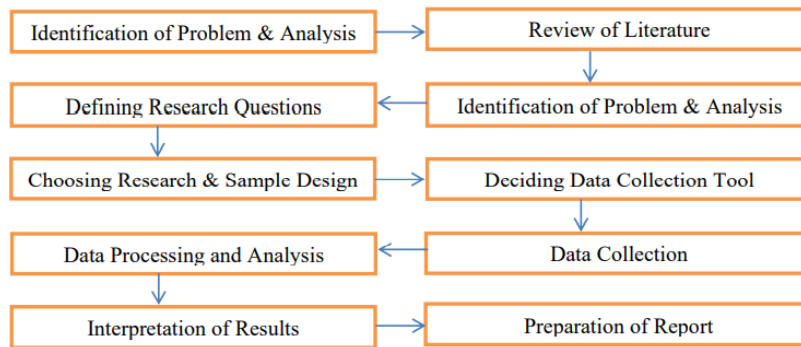 Identification of Problem & Analysis
Review of Literature
Identification of Problem & Analysis
Defining Research Questions
Choosing Research & Sample Design
Deciding Data Collection Tool
Data Collection
Data Processing and Analysis
Interpretation of Results
Preparation of Report